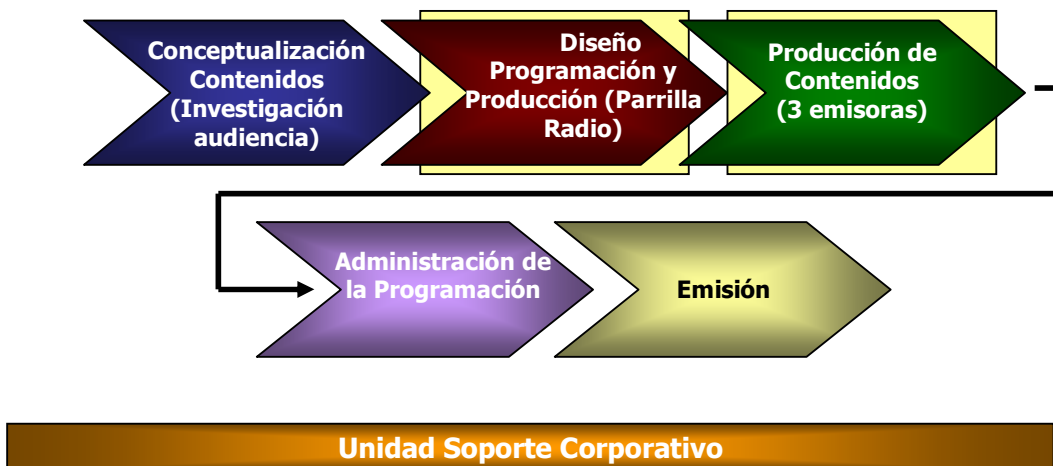 Conceptualización
Contenidos
(Investigación
audiencia)
Diseño
Programación y
Producción (Parrilla
Radio)
Producción de
Contenidos
(3 emisoras)
Administración de
la Programación
Emisión
Unidad Soporte Corporativo